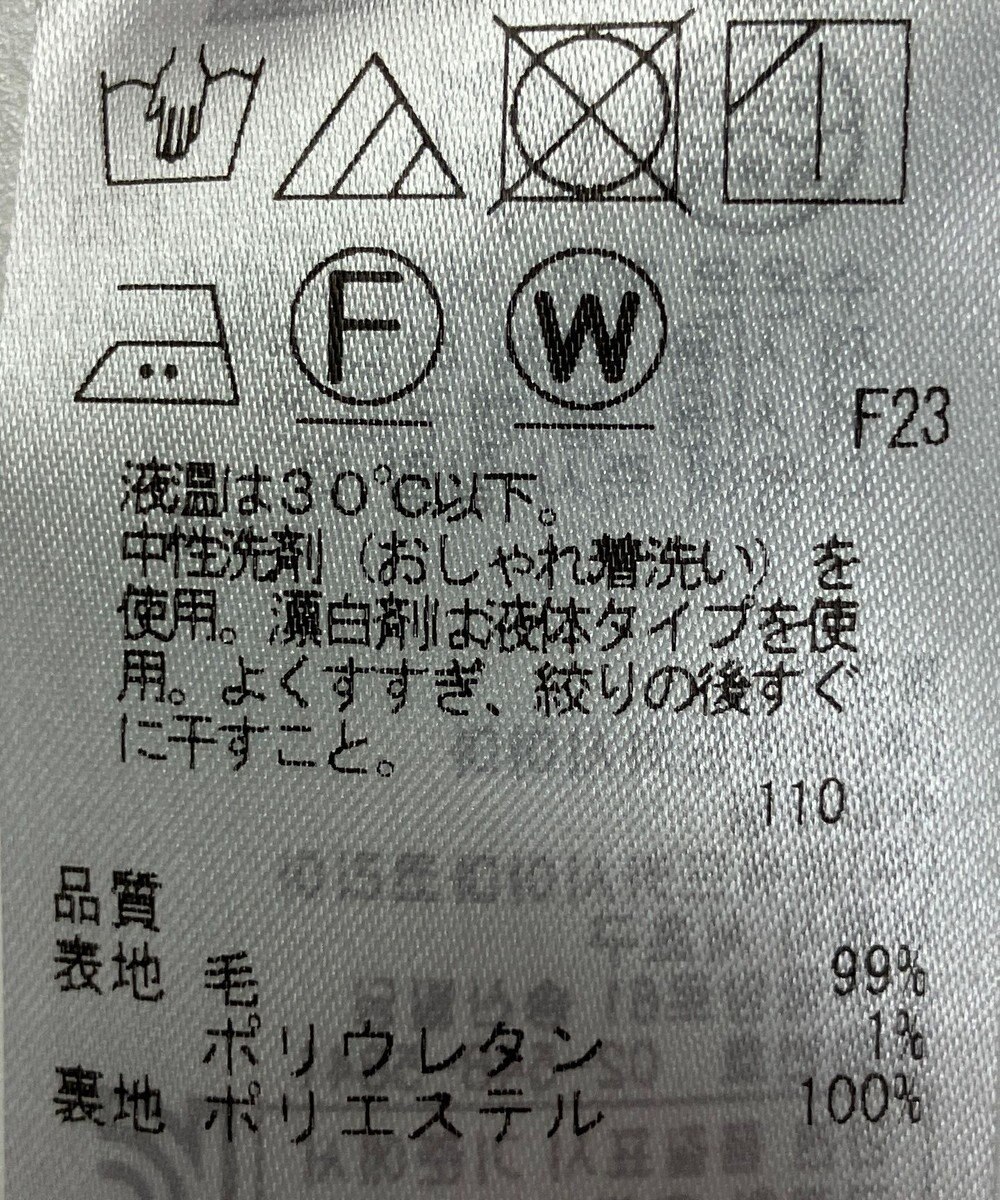 F W
F23
液温は30℃以下。
中性洗剤（おしゃれ着洗い）を
使用。漂白剤は液体タイプを使
用。よくすすぎ、絞りの後すぐ
に干すこと。
110
品質
表地 毛 99%
ポリウレタン 1%
裏地 ポリエステル 100%